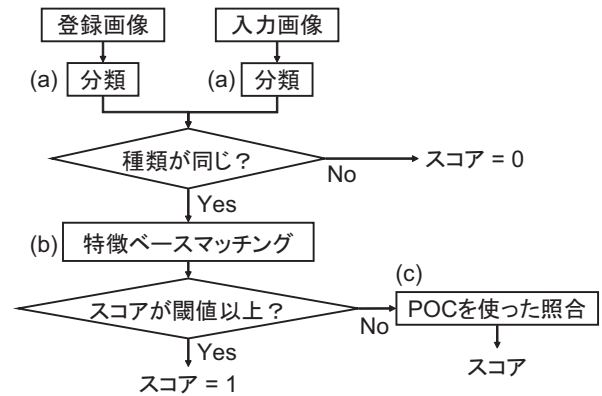 登録画像
入力画像
(a)
分類
(a)
分類
種類が同じ？
No
スコア = 0
Yes
(b)
特徴ベースマッチング
(c)
スコアが閾値以上？
No
POCを使った照合
Yes
スコア
スコア = 1